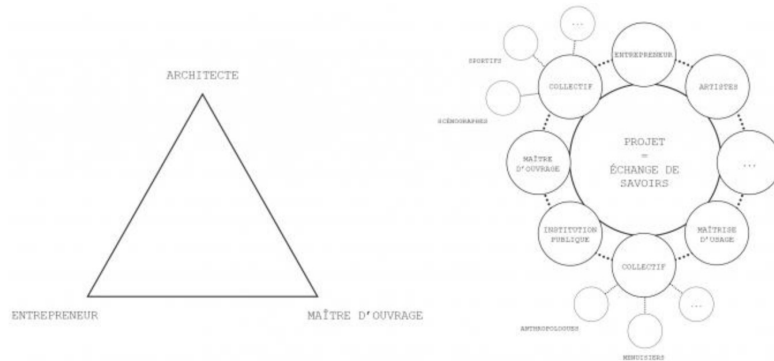 ARCHITECTE
ENTREPRENEUR
MAÎTRE D'OUVRAGE
...
SPORTIFS
ENTREPRENEUR
COLLECTIF
ARTISTES
SCÉNOGRAPHES
PROJET
=
ÉCHANGE DE
SAVOIRS
MAÎTRE
D'OUVRAGE
...
INSTITUTION
PUBLIQUE
MAÎTRISE
D'USAGE
COLLECTIF
...
ANTHROPOLOGUES
MENUISIERS